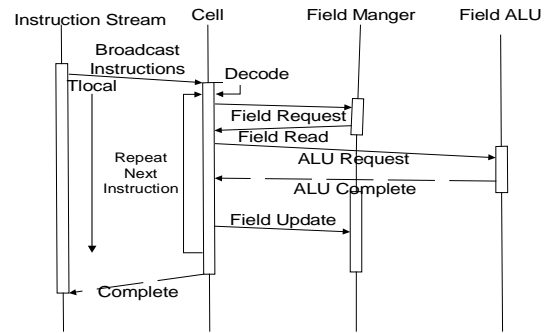 Instruction Stream
Cell
Field Manger
Field ALU
Broadcast
Instructions
Decode
Tlocal
Field Request
Field Read
ALU Request
Repeat
Next
Instruction
ALU Complete
Field Update
Complete